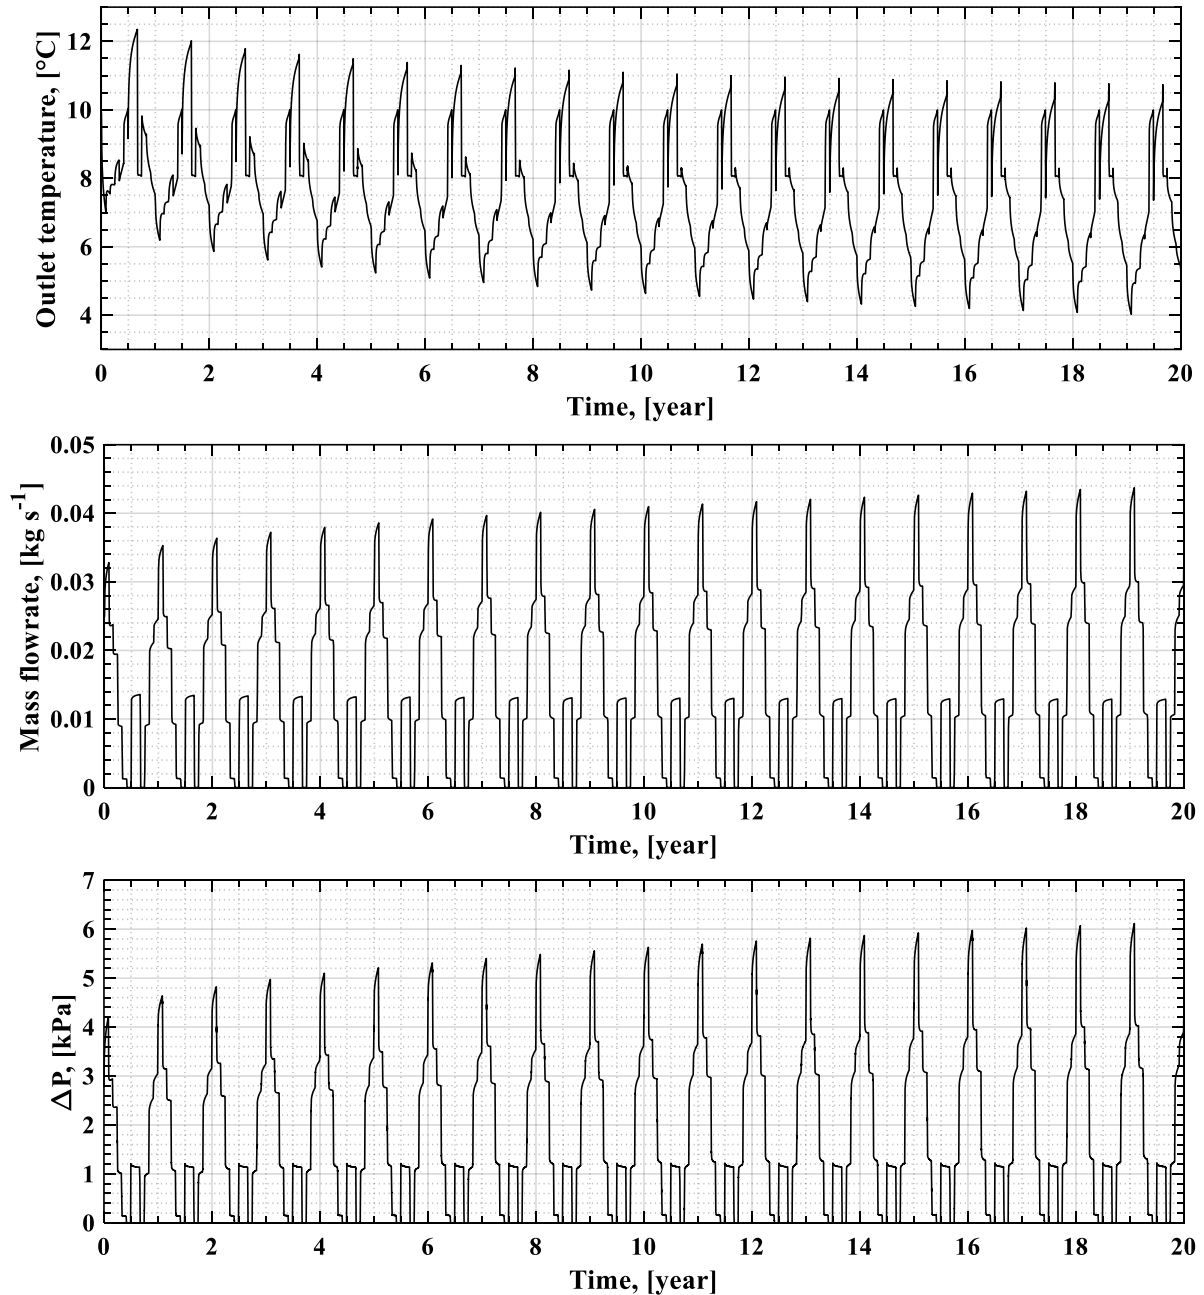 12
10
8
6
4
Outlet temperature, [°C]
0 2 4 6 8 10 12 14 16 18 20
Time, [year]
0.05
0.04
0.03
0.02
0.01
0
Mass flowrate, [kg s⁻¹]
0 2 4 6 8 10 12 14 16 18 20
Time, [year]
7
6
5
4
3
2
1
0
ΔP, [kPa]
0 2 4 6 8 10 12 14 16 18 20
Time, [year]